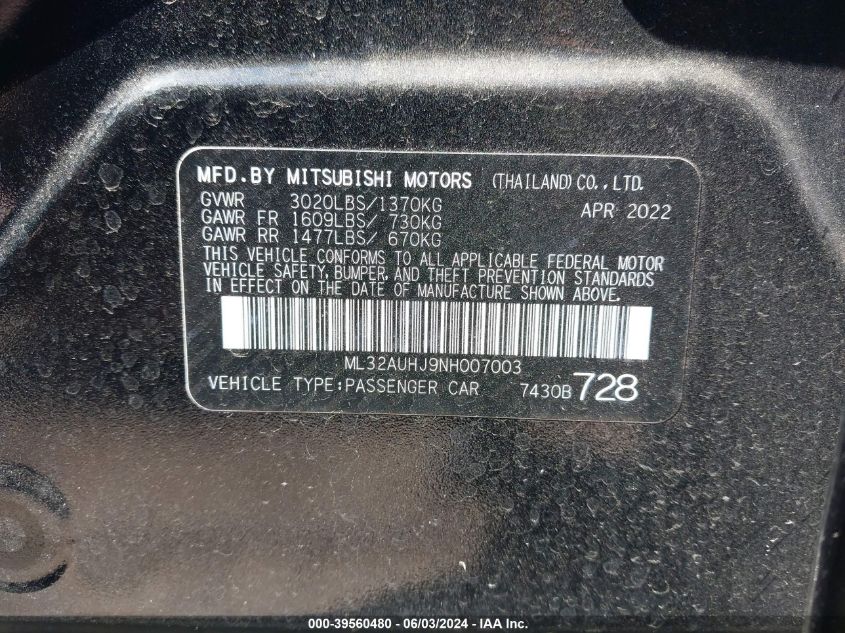 MFD.BY MITSUBISHI MOTORS (THAILAND) CO., LTD.
GVWR 3020LBS/1370KG APR 2022
GAWR FR 1609LBS/ 730KG
GAWR RR 1477LBS/ 670KG
THIS VEHICLE CONFORMS TO ALL APPLICABLE FEDERAL MOTOR
VEHICLE SAFETY, BUMPER, AND THEFT PREVENTION STANDARDS
IN EFFECT ON THE DATE OF MANUFACTURE SHOWN ABOVE.
ML32AUHJ9NH007003
VEHICLE TYPE:PASSENGER CAR 7430B 728
000-39560480 - 06/03/2024 - IAA Inc.